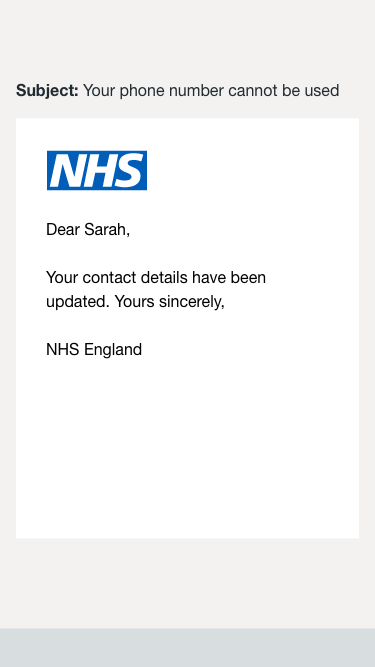 Subject: Your phone number cannot be used
NHS
Dear Sarah,
Your contact details have been
updated. Yours sincerely,
NHS England